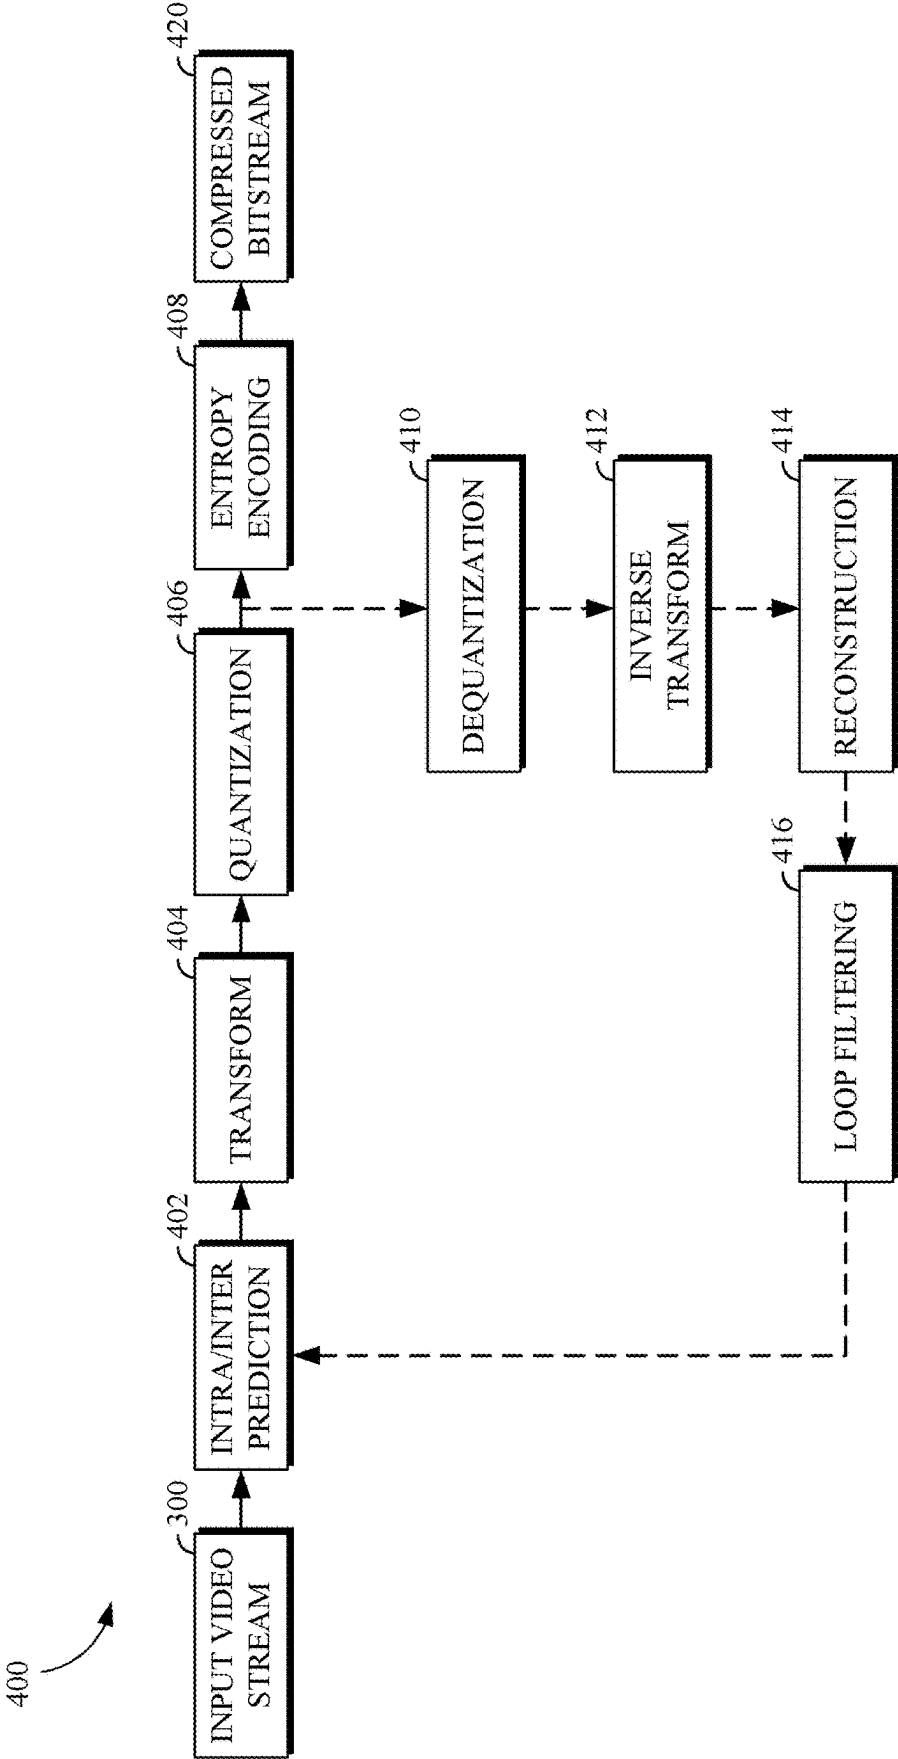 400
300
INPUT VIDEO
STREAM
402
INTRA/INTER
PREDICTION
404
TRANSFORM
406
QUANTIZATION
408
ENTROPY
ENCODING
420
COMPRESSED
BITSTREAM
410
DEQUANTIZATION
412
INVERSE
TRANSFORM
414
RECONSTRUCTION
416
LOOP FILTERING